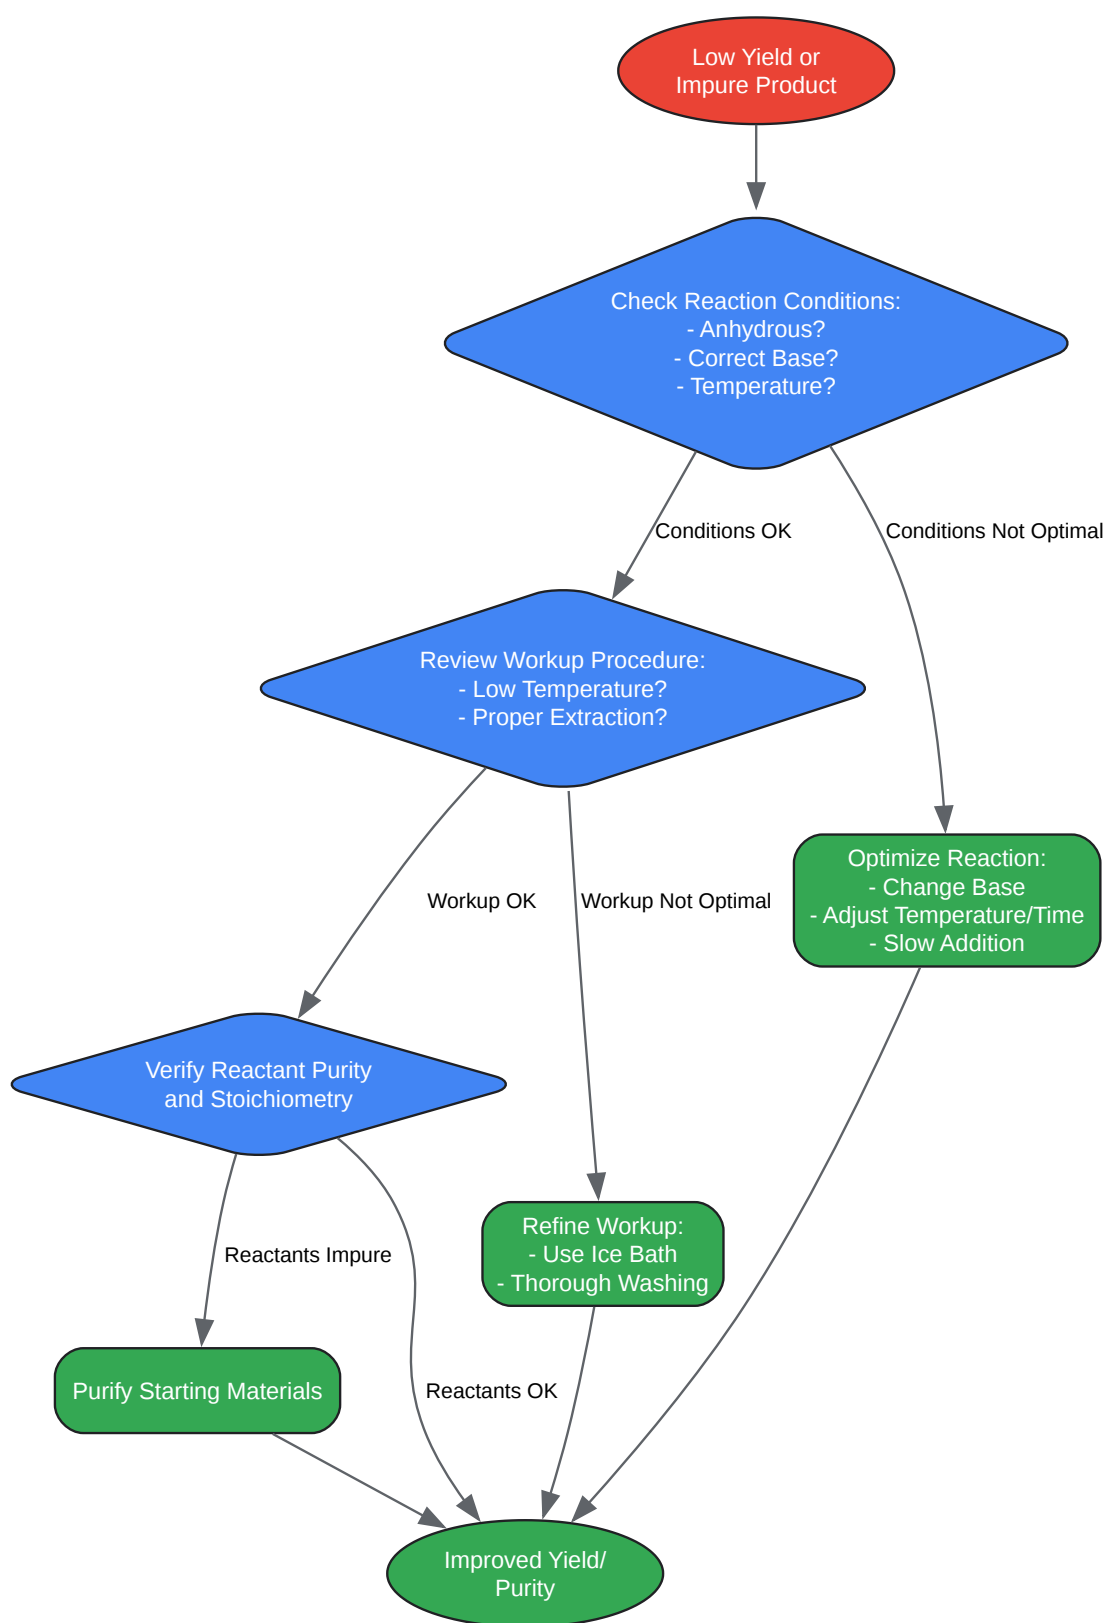 Low Yield or
Impure Product
Check Reaction Conditions:
- Anhydrous?
- Correct Base?
- Temperature?
Conditions OK
Conditions Not Optimal
Review Workup Procedure:
- Low Temperature?
- Proper Extraction?
Workup OK
Workup Not Optimal
Optimize Reaction:
- Change Base
- Adjust Temperature/Time
- Slow Addition
Verify Reactant Purity
and Stoichiometry
Reactants Impure
Refine Workup:
- Use Ice Bath
- Thorough Washing
Purify Starting Materials
Reactants OK
Improved Yield/
Purity